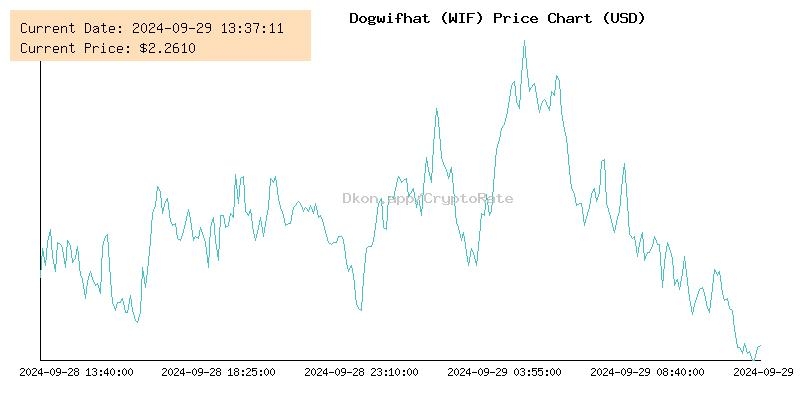 Dogwifhat (WIF) Price Chart (USD)
Current Date: 2024-09-29 13:37:11
Current Price: $2.2610
Dkon.app/CryptoRate
2024-09-28 13:40:00 2024-09-28 18:25:00 2024-09-28 23:10:00 2024-09-29 03:55:00 2024-09-29 08:40:00 2024-09-29